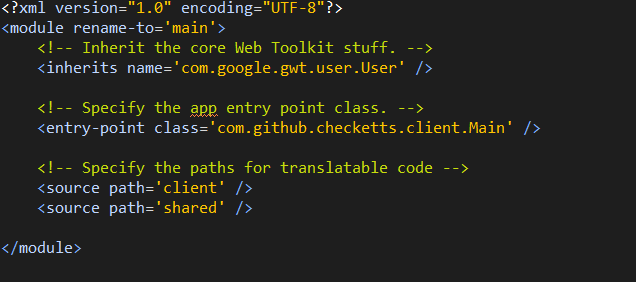 <?xml version="1.0" encoding="UTF-8"?>
<module rename-to='main'>
    <!-- Inherit the core Web Toolkit stuff. -->
    <inherits name='com.google.gwt.user.User' />

    <!-- Specify the app entry point class. -->
    <entry-point class='com.github.checketts.client.Main' />

    <!-- Specify the paths for translatable code -->
    <source path='client' />
    <source path='shared' />

</module>